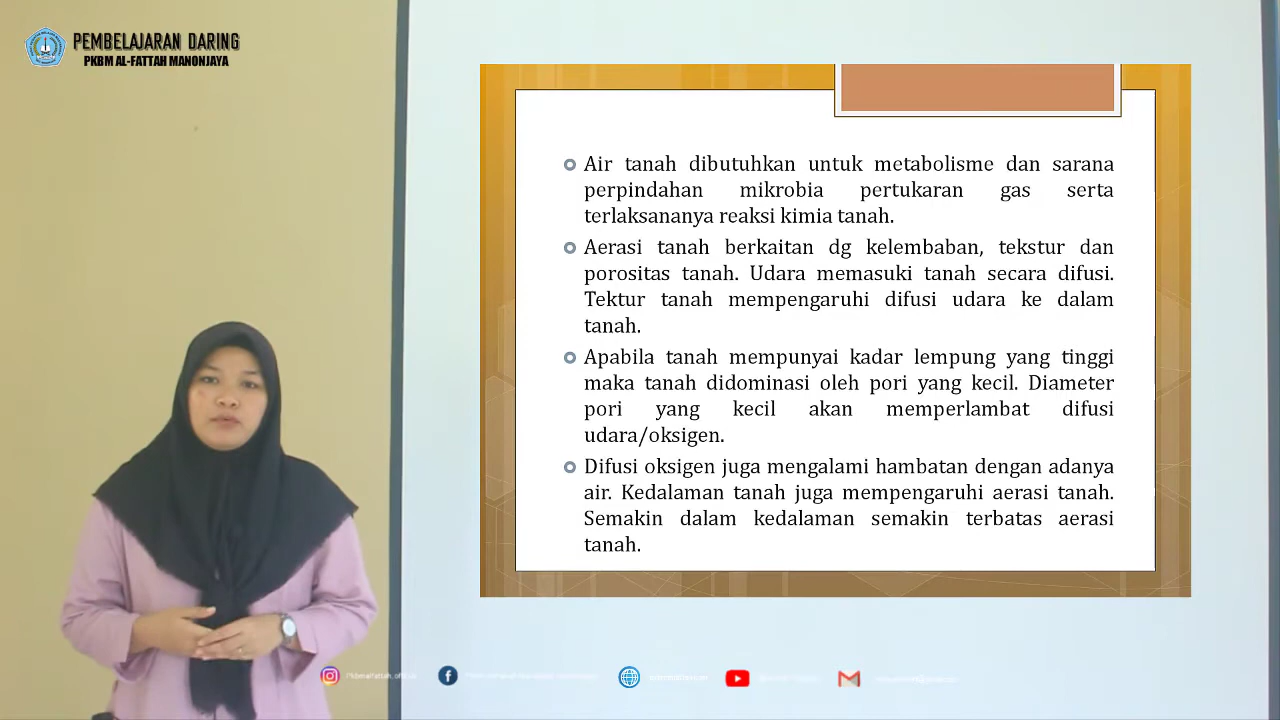 PEMBELAJARAN DARING
PKBM AL-FATTAH MANONJAYA
Air tanah dibutuhkan untuk metabolisme dan sarana
perpindahan mikrobia pertukaran gas serta
terlaksananya reaksi kimia tanah.
Aerasi tanah berkaitan dg kelembaban, tekstur dan
porositas tanah. Udara memasuki tanah secara difusi.
Tektur tanah mempengaruhi difusi udara ke dalam
tanah.
Apabila tanah mempunyai kadar lempung yang tinggi
maka tanah didominasi oleh pori yang kecil. Diameter
pori yang kecil akan memperlambat difusi
udara/oksigen.
Difusi oksigen juga mengalami hambatan dengan adanya
air. Kedalaman tanah juga mempengaruhi aerasi tanah.
Semakin dalam kedalaman semakin terbatas aerasi
tanah.